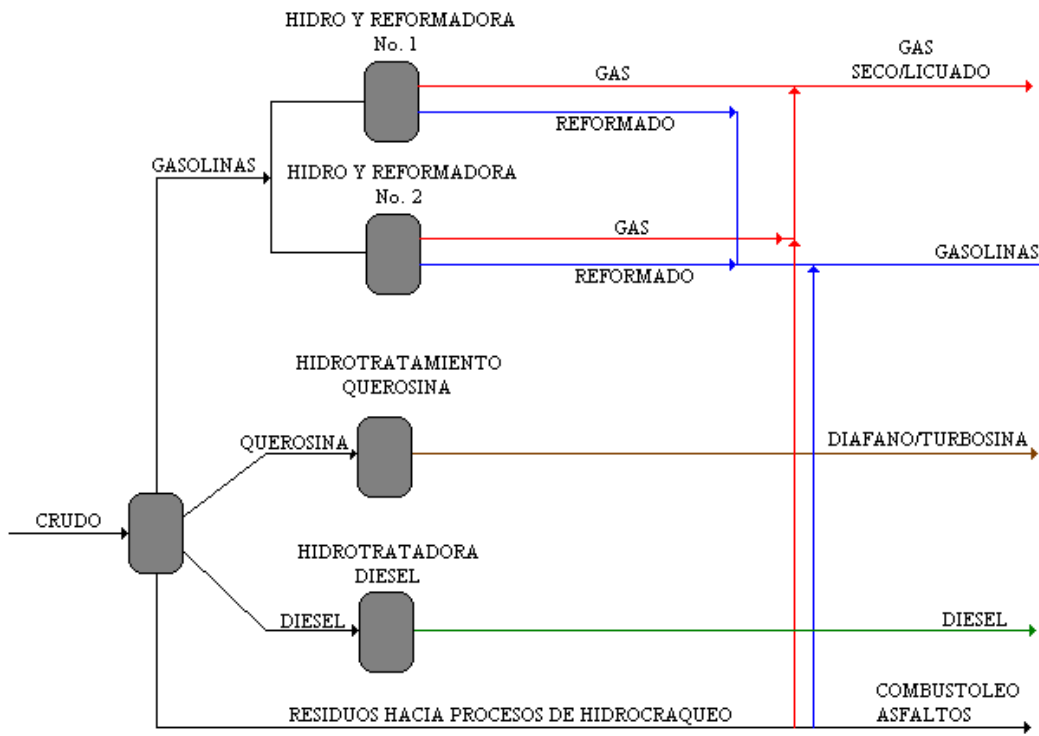 HIDRO Y REFORMADORA
No. 1
GAS
GAS
SECO/LICUADO
REFORMADO
GASOLINAS
HIDRO Y REFORMADORA
No. 2
GAS
GASOLINAS
REFORMADO
HIDROTRATAMIENTO
QUEROSINA
QUEROSINA
DIAFANO/TURBOSINA
CRUDO
HIDROTRATADORA
DIESEL
DIESEL
DIESEL
RESIDUOS HACIA PROCESOS DE HIDROCRAQUEO
COMBUSTOLEO
ASFALTOS